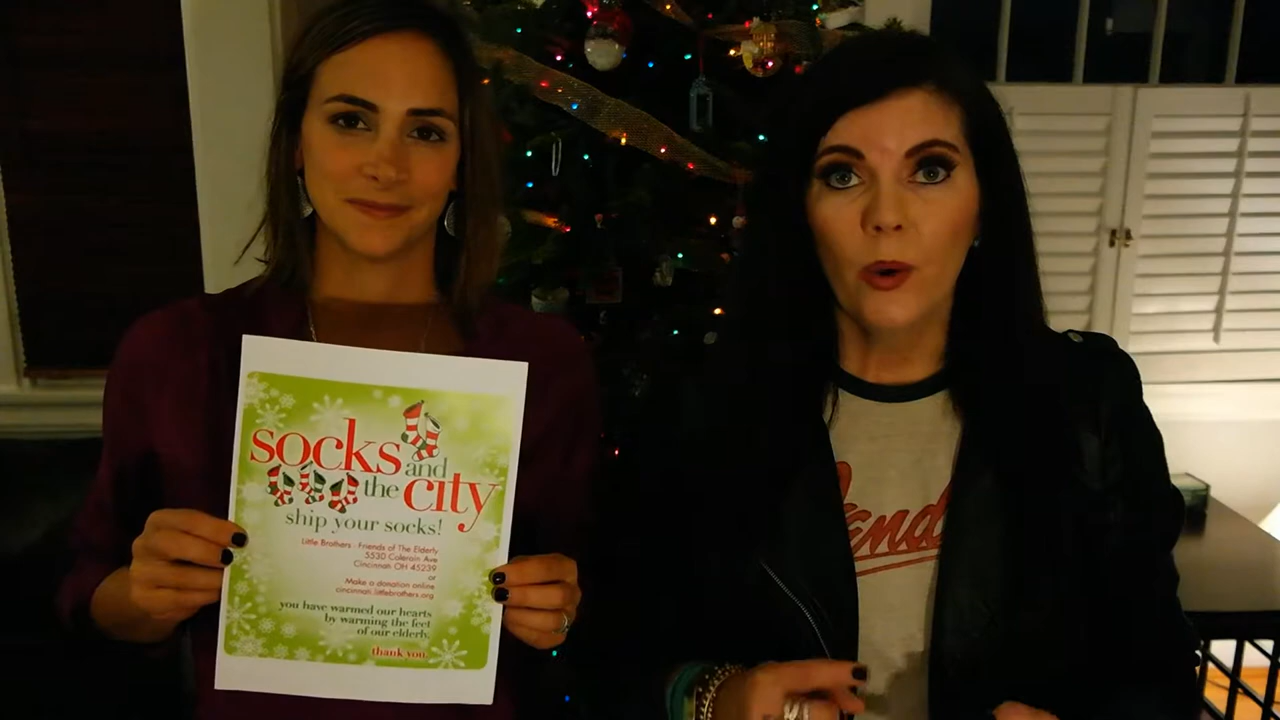 socks and
the city
ship your socks!
Little Brothers - Friends of The Elderly
5530 Colerain Ave
Cincinnati OH 45239
or
Make a donation online
cincinnati.littlebrothers.org
you have warmed our hearts
by warming the feet
of our elderly.
thank you.